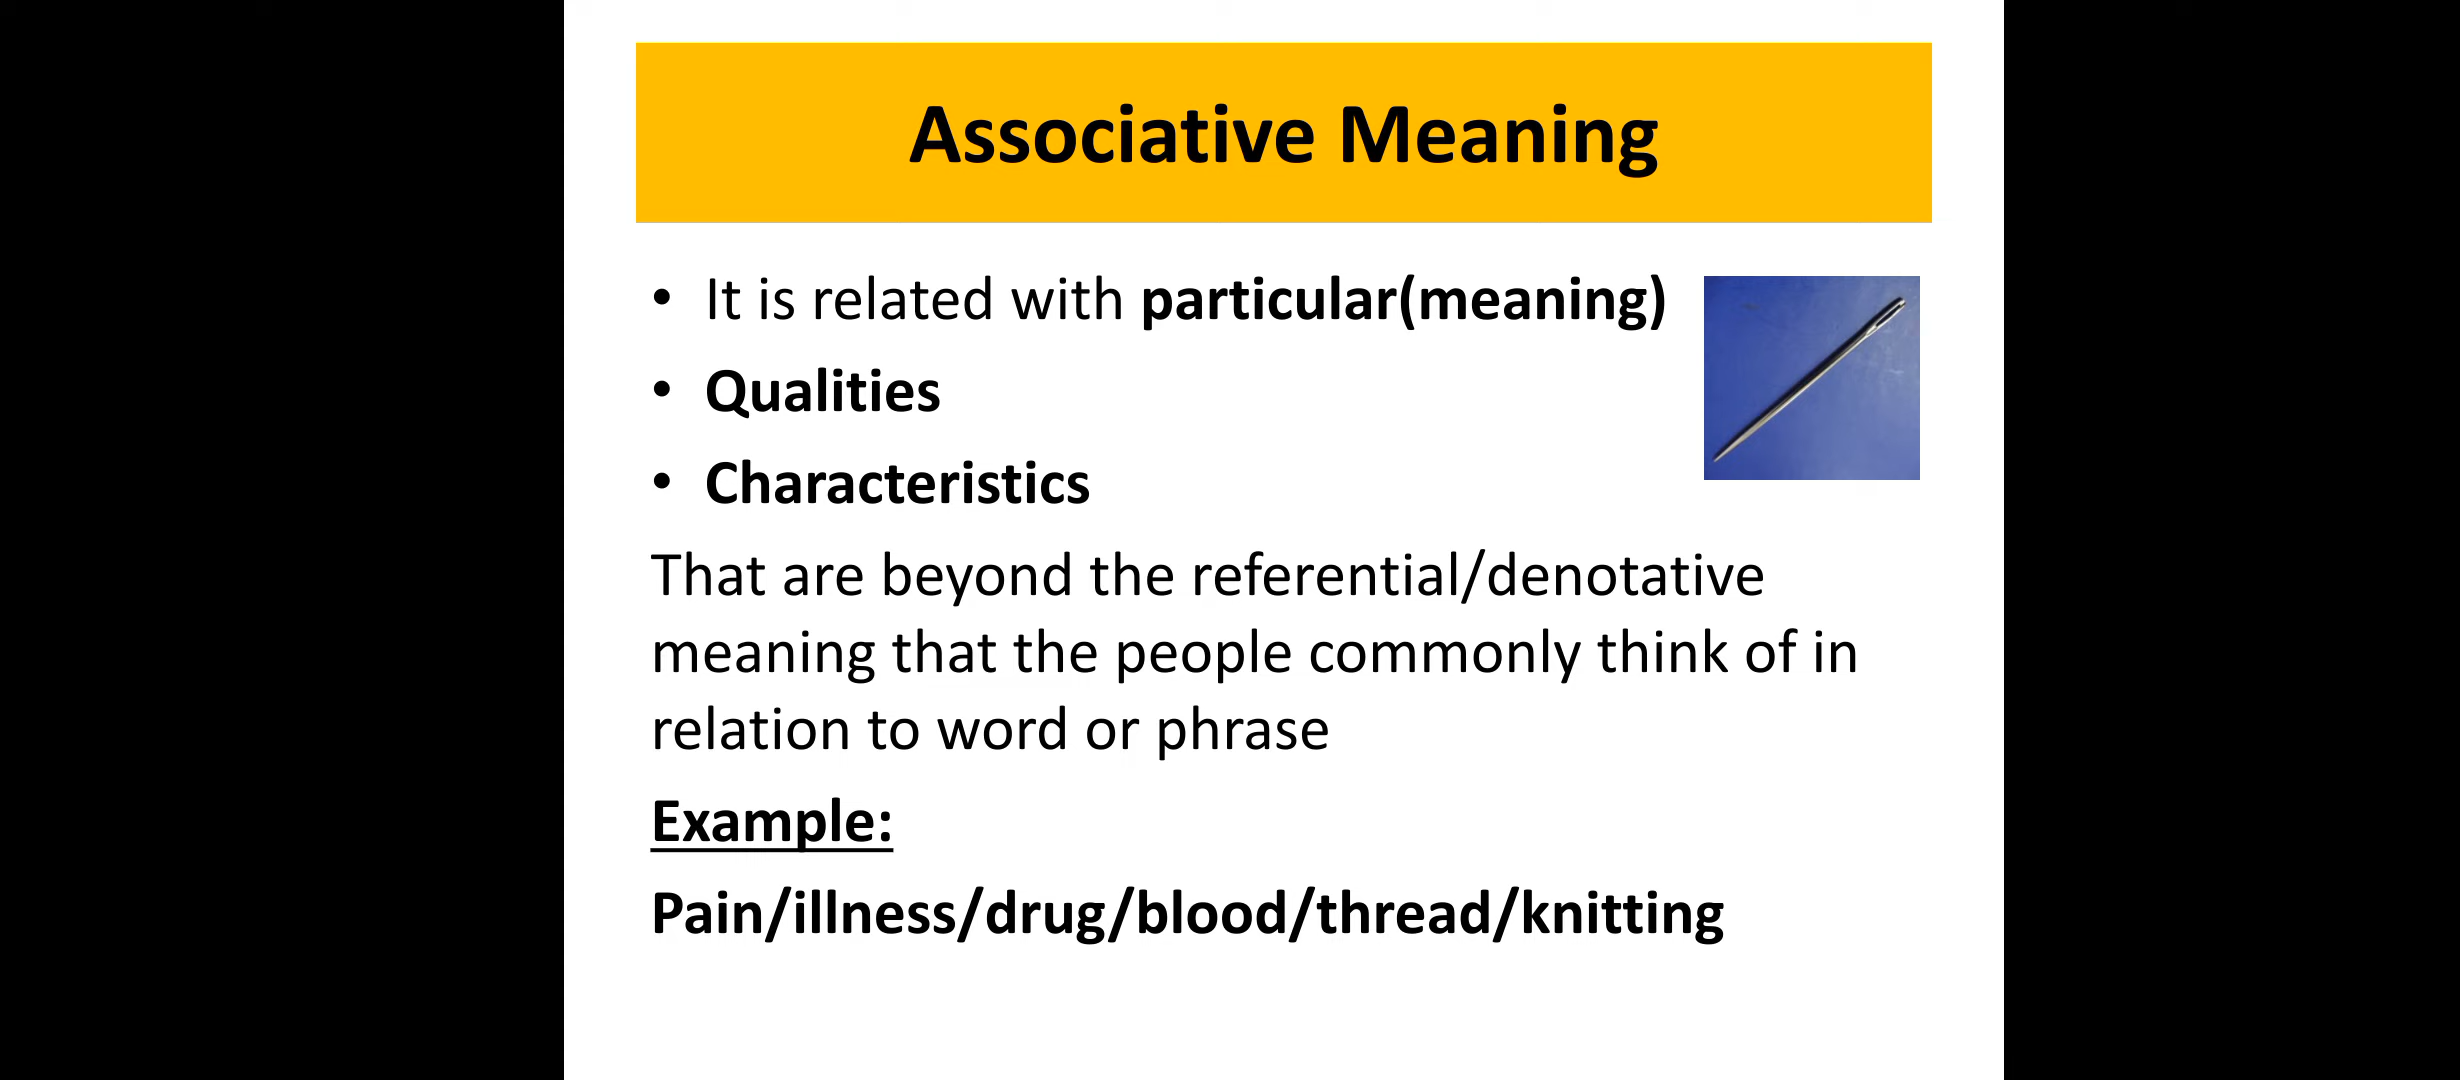 Associative Meaning
• It is related with particular(meaning)
• Qualities
• Characteristics
That are beyond the referential/denotative
meaning that the people commonly think of in
relation to word or phrase
Example:
Pain/illness/drug/blood/thread/knitting